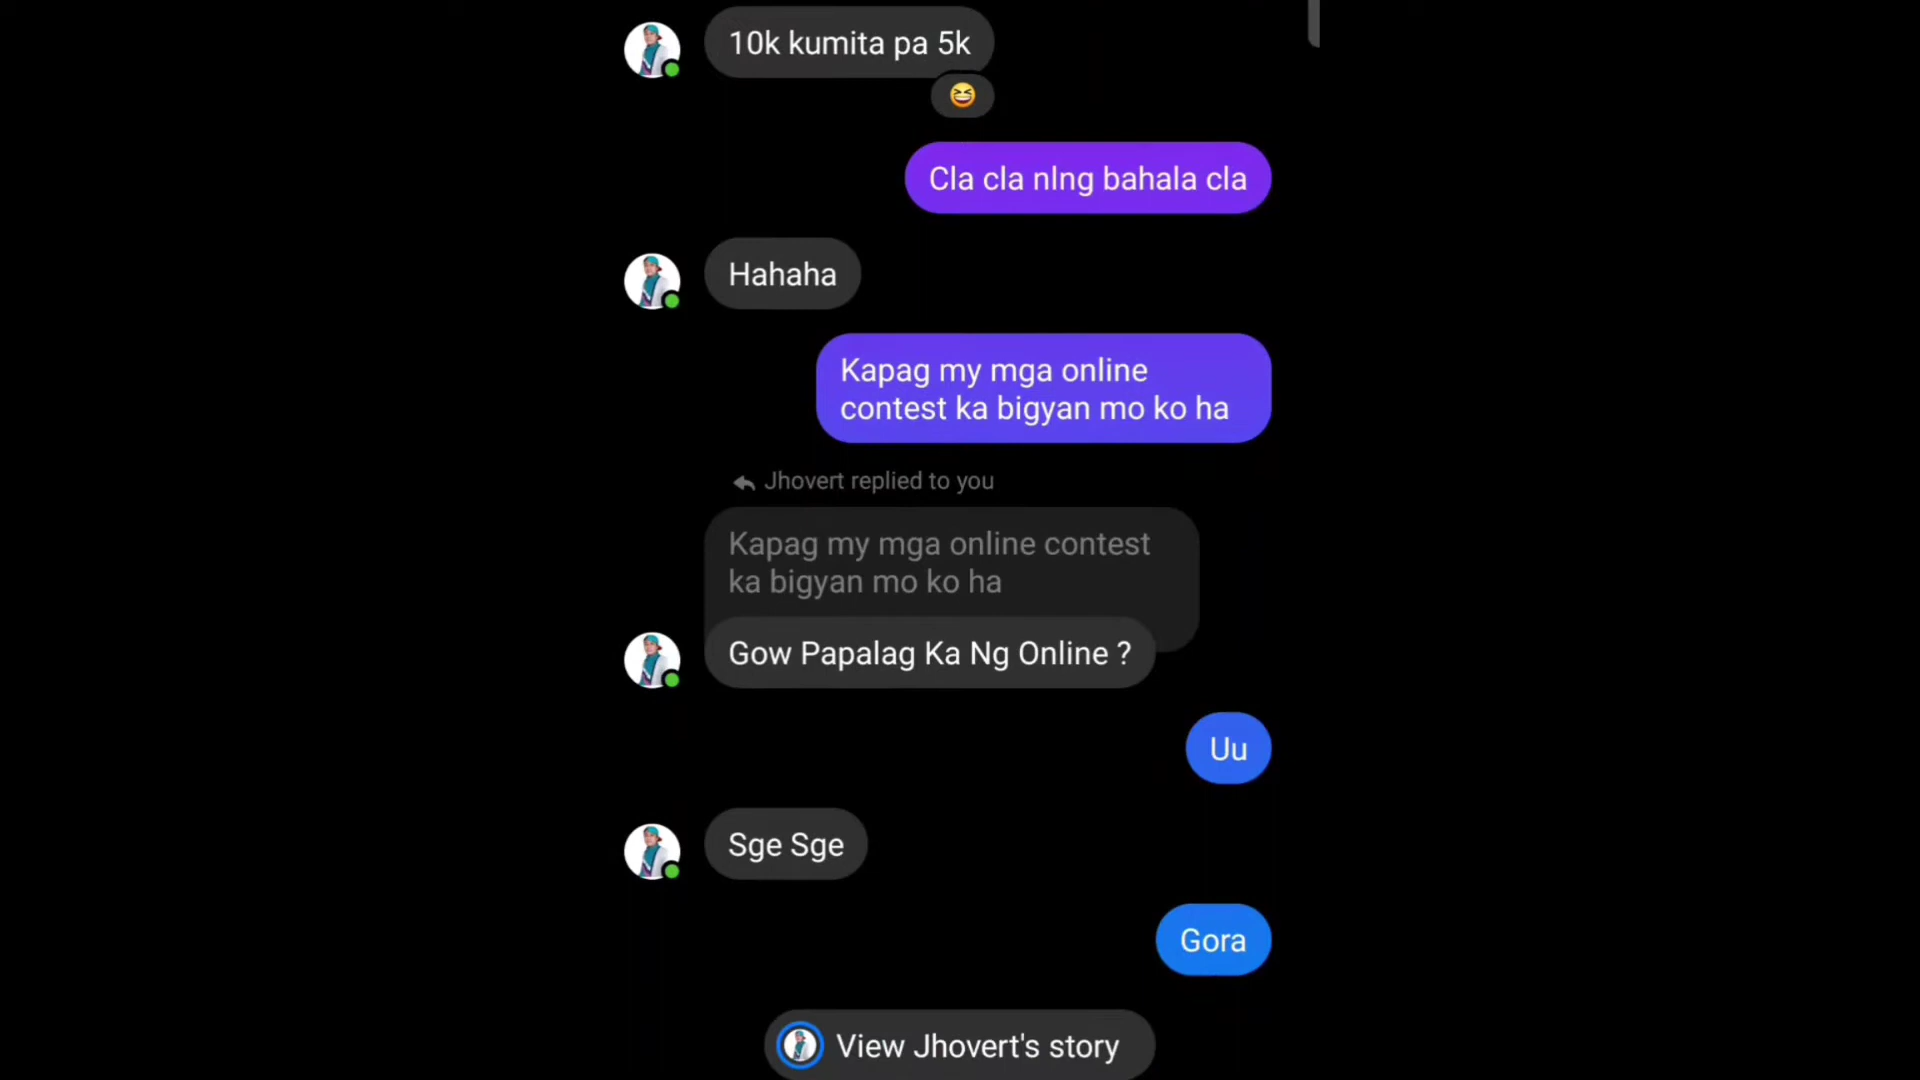 10k kumita pa 5k
Cla cla nlng bahala cla
Hahaha
Kapag my mga online
contest ka bigyan mo ko ha
Jhovert replied to you
Kapag my mga online contest
ka bigyan mo ko ha
Gow Papalag Ka Ng Online ?
Uu
Sge Sge
Gora
View Jhovert's story